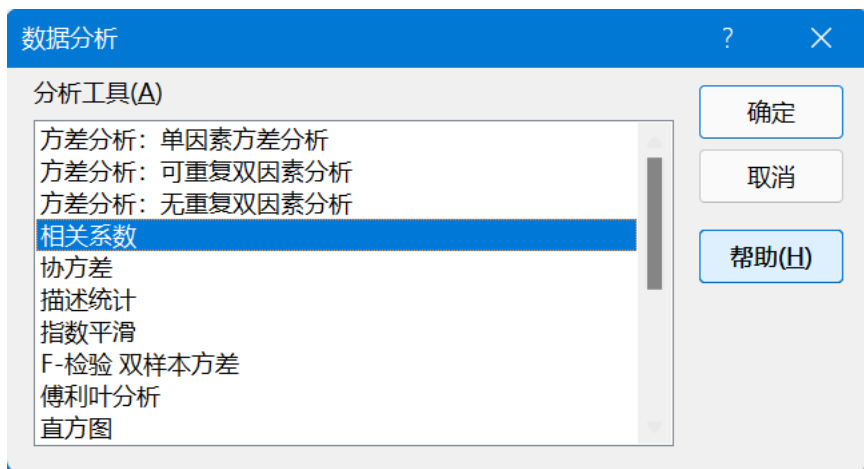 数据分析
?
分析工具(A)
方差分析：单因素方差分析
方差分析：可重复双因素分析
方差分析：无重复双因素分析
相关系数
协方差
描述统计
指数平滑
F-检验 双样本方差
傅利叶分析
直方图
确定
取消
帮助(H)